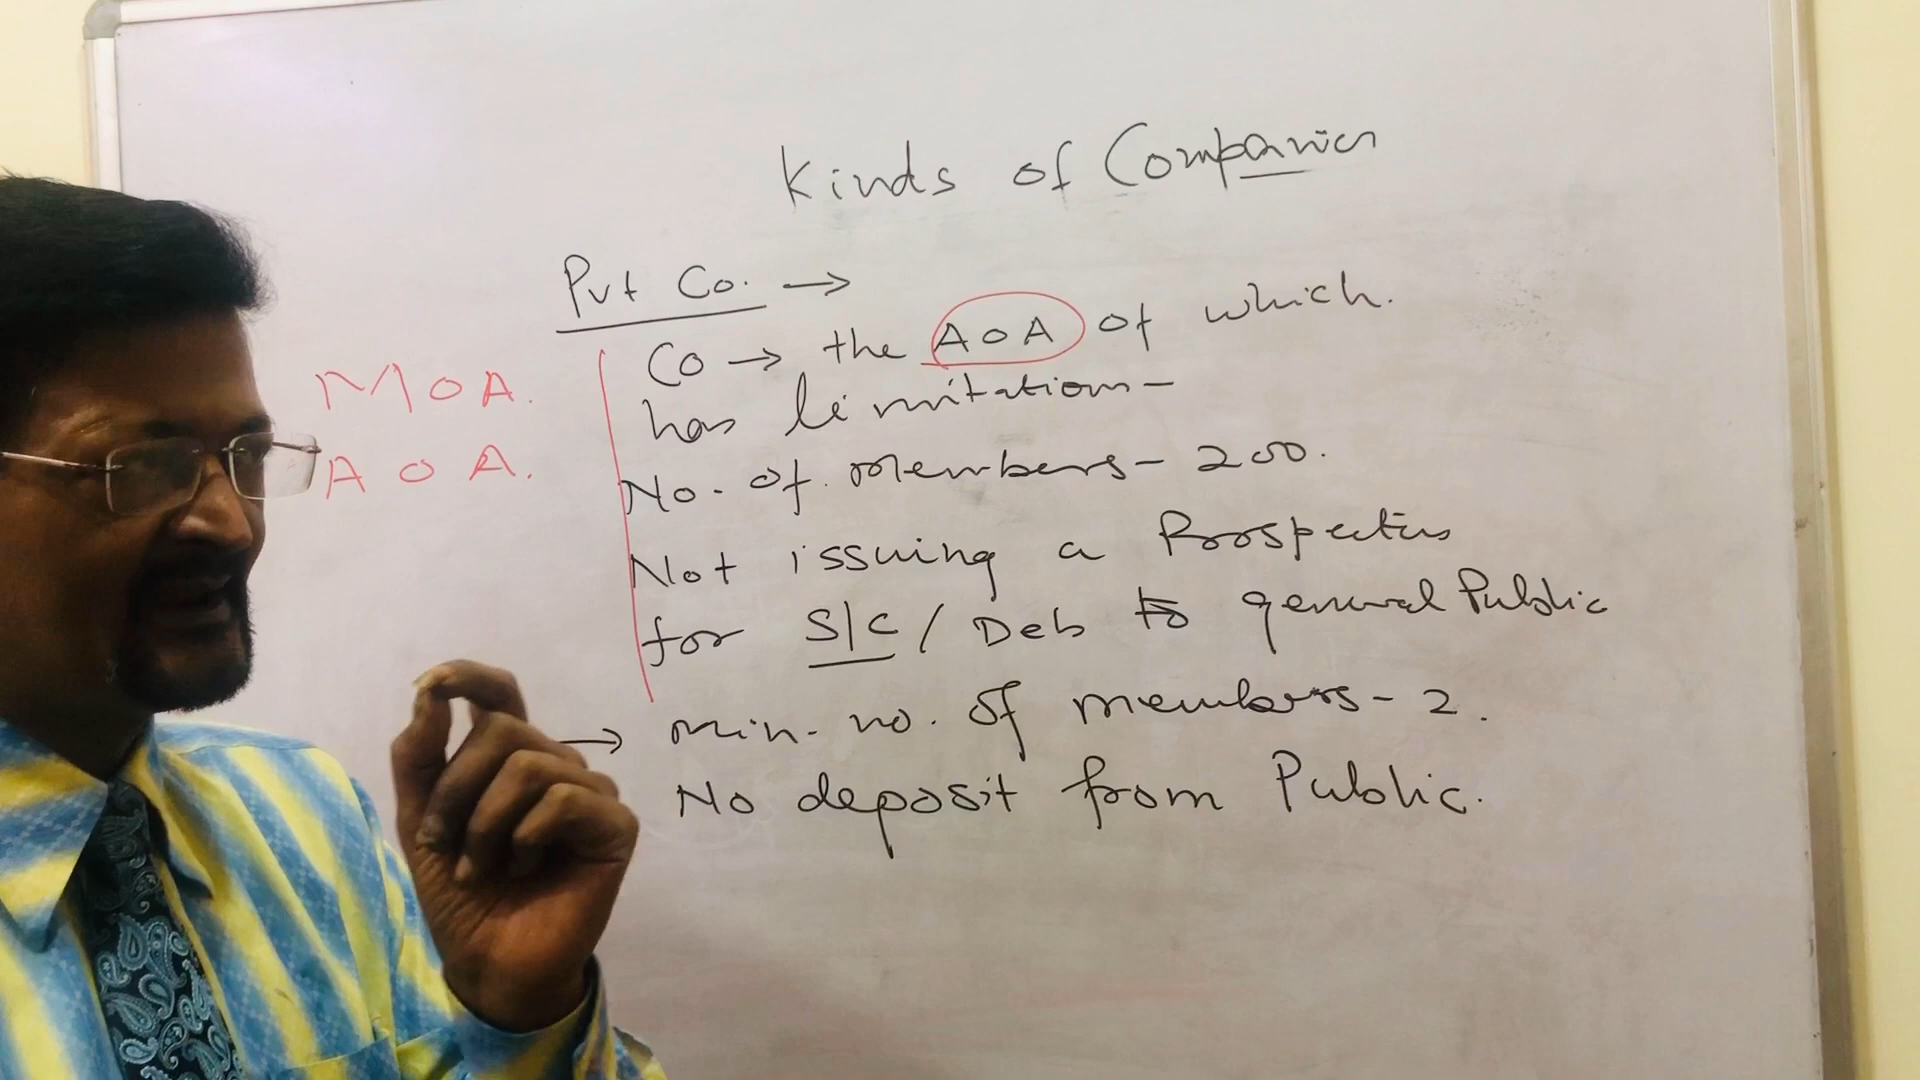 Kinds of Companies
Pvt Co. →
Co → the AOA of which.
has limitations -
No. of members - 200.
Not issuing a Prospectus
for S/C / Deb to general Public
→ Min. no. of members - 2.
No deposit from Public.
MOA.
AOA.